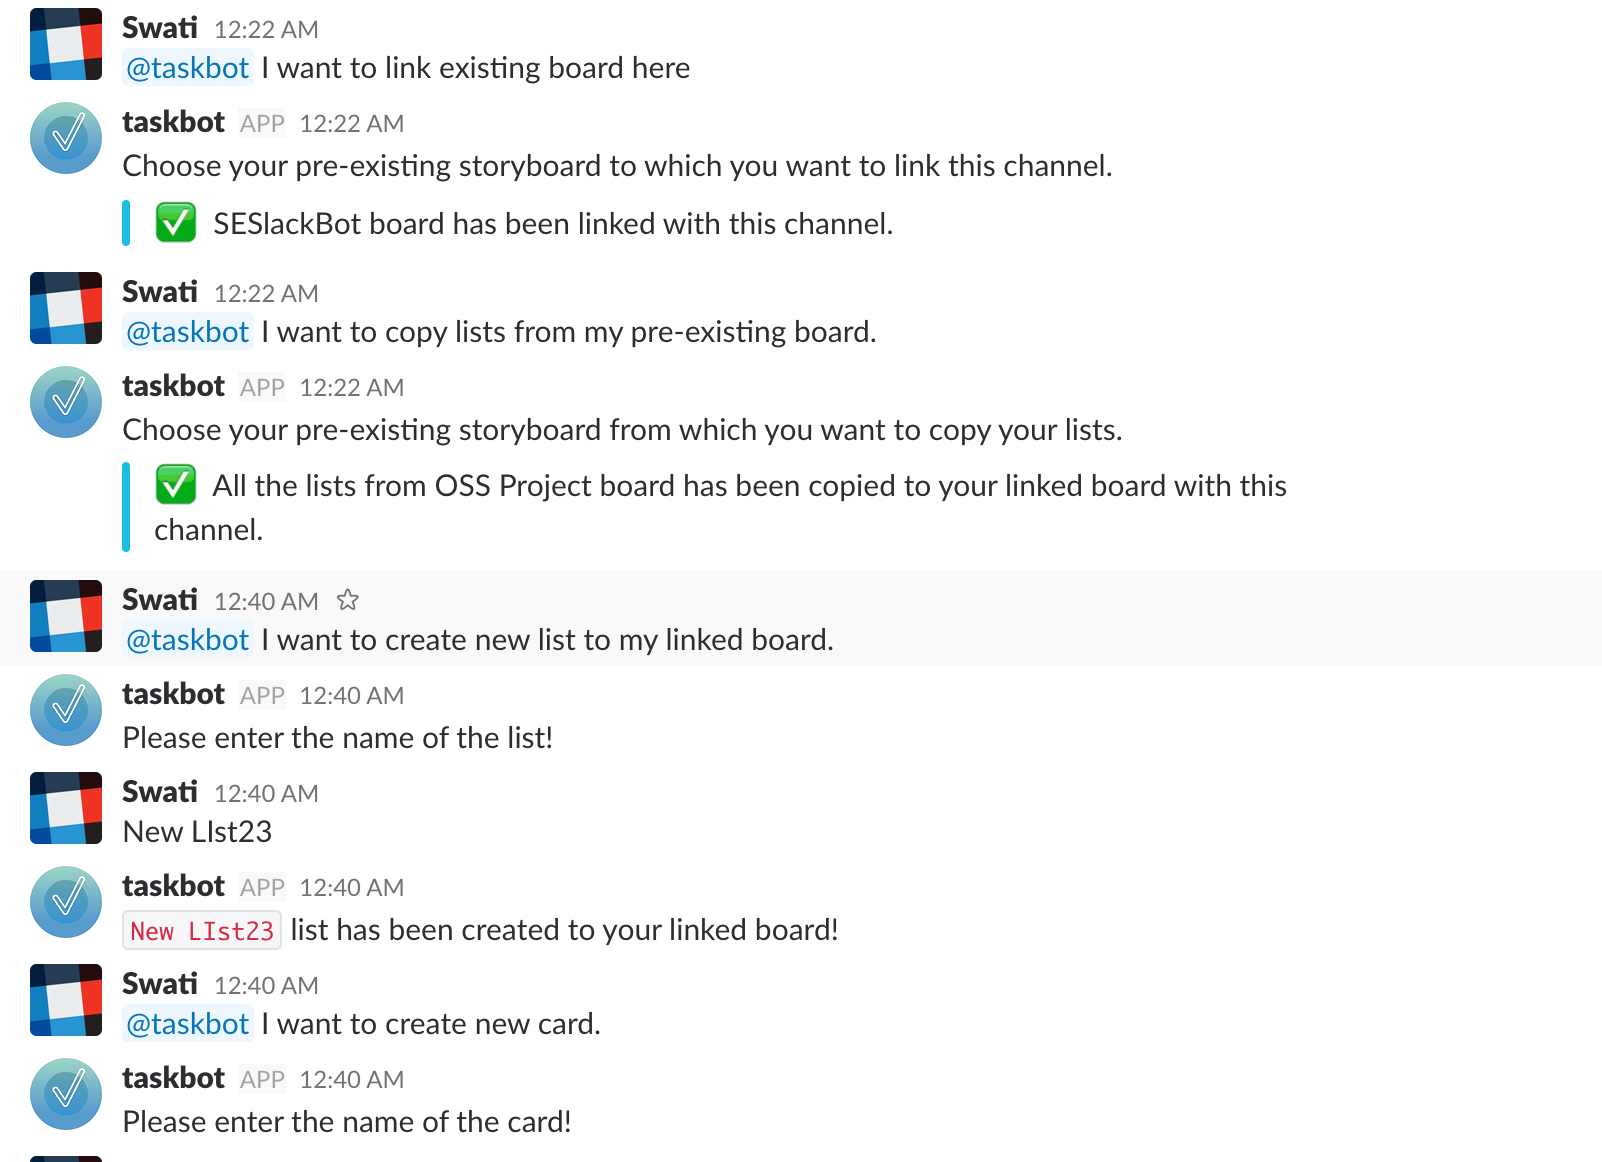 Swati 12:22 AM
@taskbot I want to link existing board here
taskbot APP 12:22 AM
Choose your pre-existing storyboard to which you want to link this channel.
SESlackBot board has been linked with this channel.
Swati 12:22 AM
@taskbot I want to copy lists from my pre-existing board.
taskbot APP 12:22 AM
Choose your pre-existing storyboard from which you want to copy your lists.
All the lists from OSS Project board has been copied to your linked board with this
channel.
Swati 12:40 AM
@taskbot I want to create new list to my linked board.
taskbot APP 12:40 AM
Please enter the name of the list!
Swati 12:40 AM
New LIst23
taskbot APP 12:40 AM
New LIst23 list has been created to your linked board!
Swati 12:40 AM
@taskbot I want to create new card.
taskbot APP 12:40 AM
Please enter the name of the card!